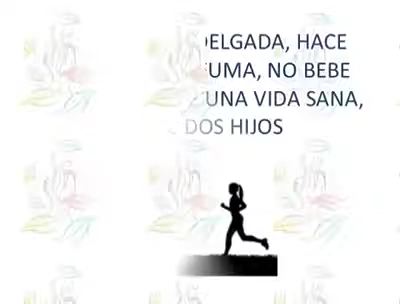 DELGADA, HACE
FUMA, NO BEBE
UNA VIDA SANA,
DOS HIJOS